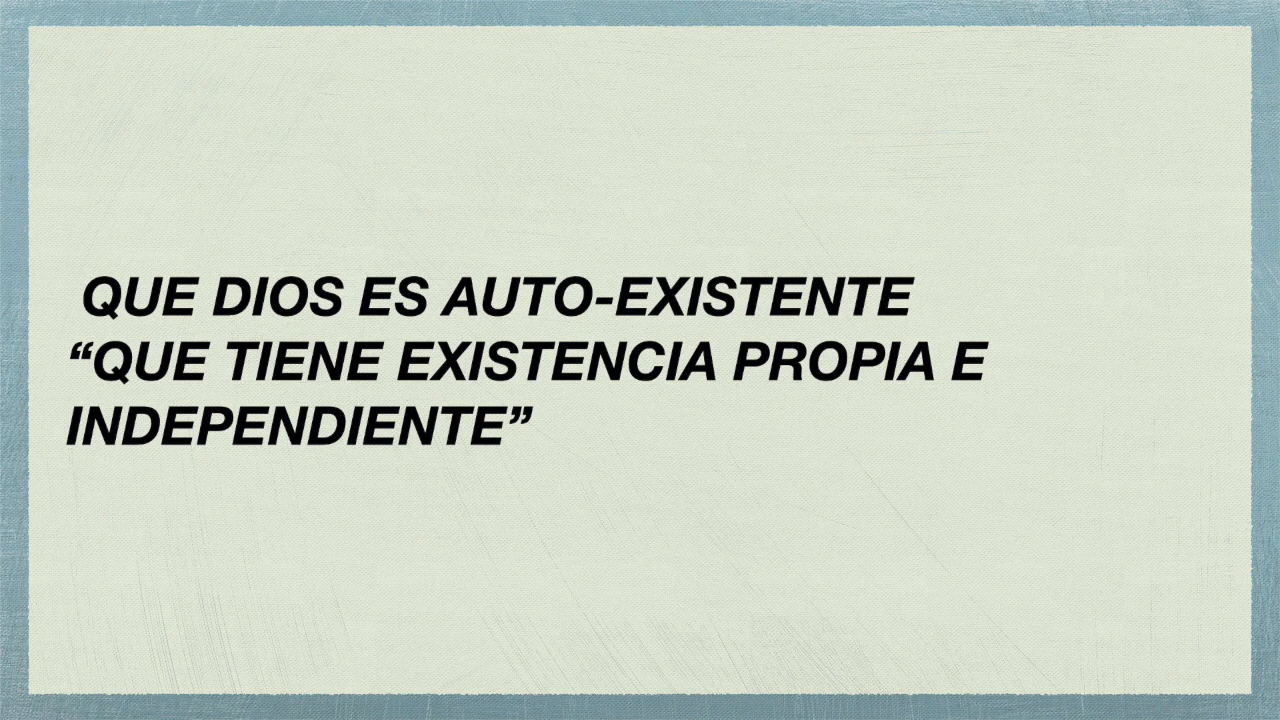 QUE DIOS ES AUTO-EXISTENTE
“QUE TIENE EXISTENCIA PROPIA E
INDEPENDIENTE”